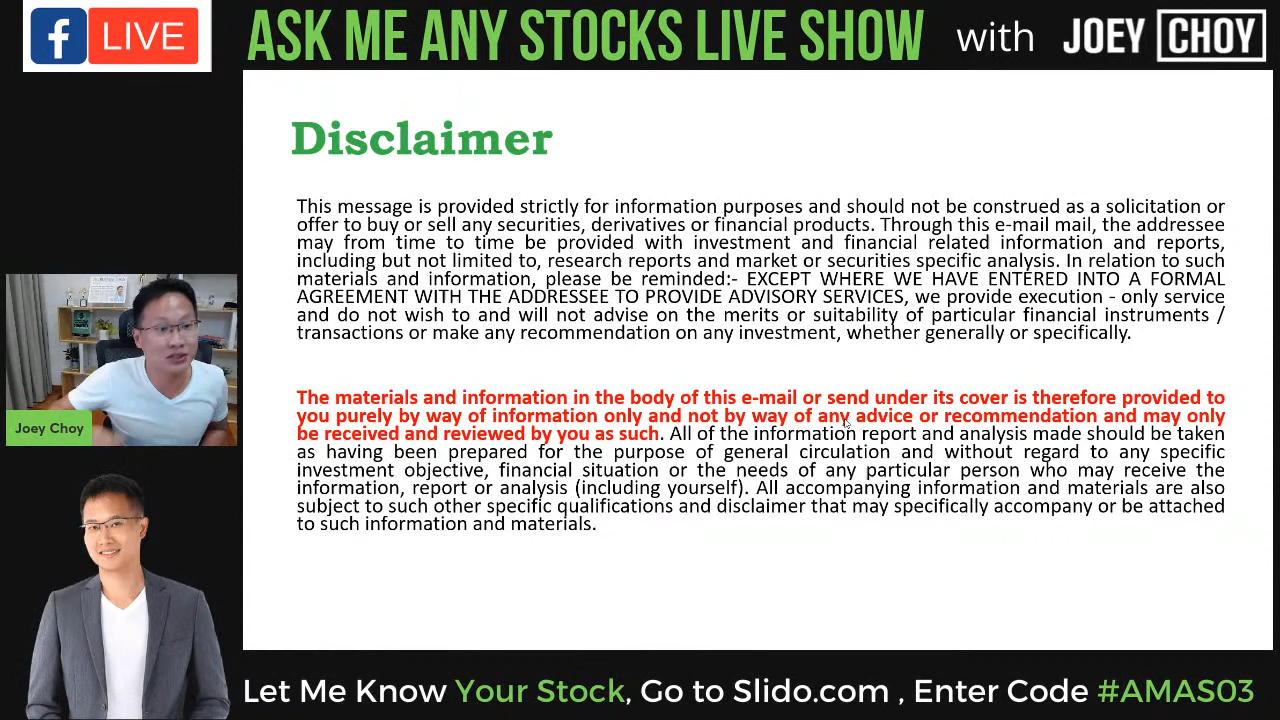 f LIVE
ASK ME ANY STOCKS LIVE SHOW with JOEY CHOY
Disclaimer
This message is provided strictly for information purposes and should not be construed as a solicitation or
offer to buy or sell any securities, derivatives or financial products. Through this e-mail mail, the addressee
may from time to time be provided with investment and financial related information and reports,
including but not limited to, research reports and market or securities specific analysis. In relation to such
materials and information, please be reminded:- EXCEPT WHERE WE HAVE ENTERED INTO A FORMAL
AGREEMENT WITH THE ADDRESSEE TO PROVIDE ADVISORY SERVICES, we provide execution - only service
and do not wish to and will not advise on the merits or suitability of particular financial instruments /
transactions or make any recommendation on any investment, whether generally or specifically.
The materials and information in the body of this e-mail or send under its cover is therefore provided to
you purely by way of information only and not by way of any advice or recommendation and may only
be received and reviewed by you as such. All of the information report and analysis made should be taken
as having been prepared for the purpose of general circulation and without regard to any specific
investment objective, financial situation or the needs of any particular person who may receive the
information, report or analysis (including yourself). All accompanying information and materials are also
subject to such other specific qualifications and disclaimer that may specifically accompany or be attached
to such information and materials.
Joey Choy
Let Me Know Your Stock, Go to Slido.com , Enter Code #AMAS03